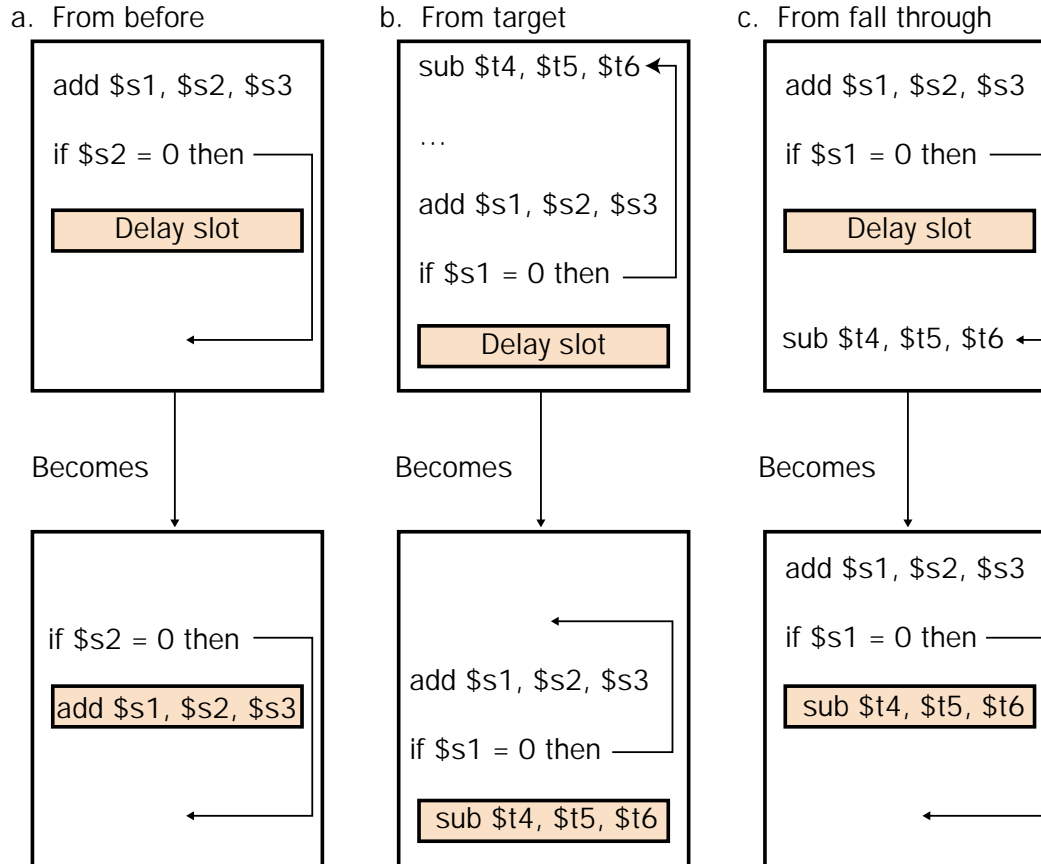 a. From before
add $s1, $s2, $s3
if $s2 = 0 then
Delay slot
Becomes
if $s2 = 0 then
add $s1, $s2, $s3
b. From target
sub $t4, $t5, $t6
...
add $s1, $s2, $s3
if $s1 = 0 then
Delay slot
Becomes
add $s1, $s2, $s3
if $s1 = 0 then
sub $t4, $t5, $t6
c. From fall through
add $s1, $s2, $s3
if $s1 = 0 then
Delay slot
sub $t4, $t5, $t6
Becomes
add $s1, $s2, $s3
if $s1 = 0 then
sub $t4, $t5, $t6